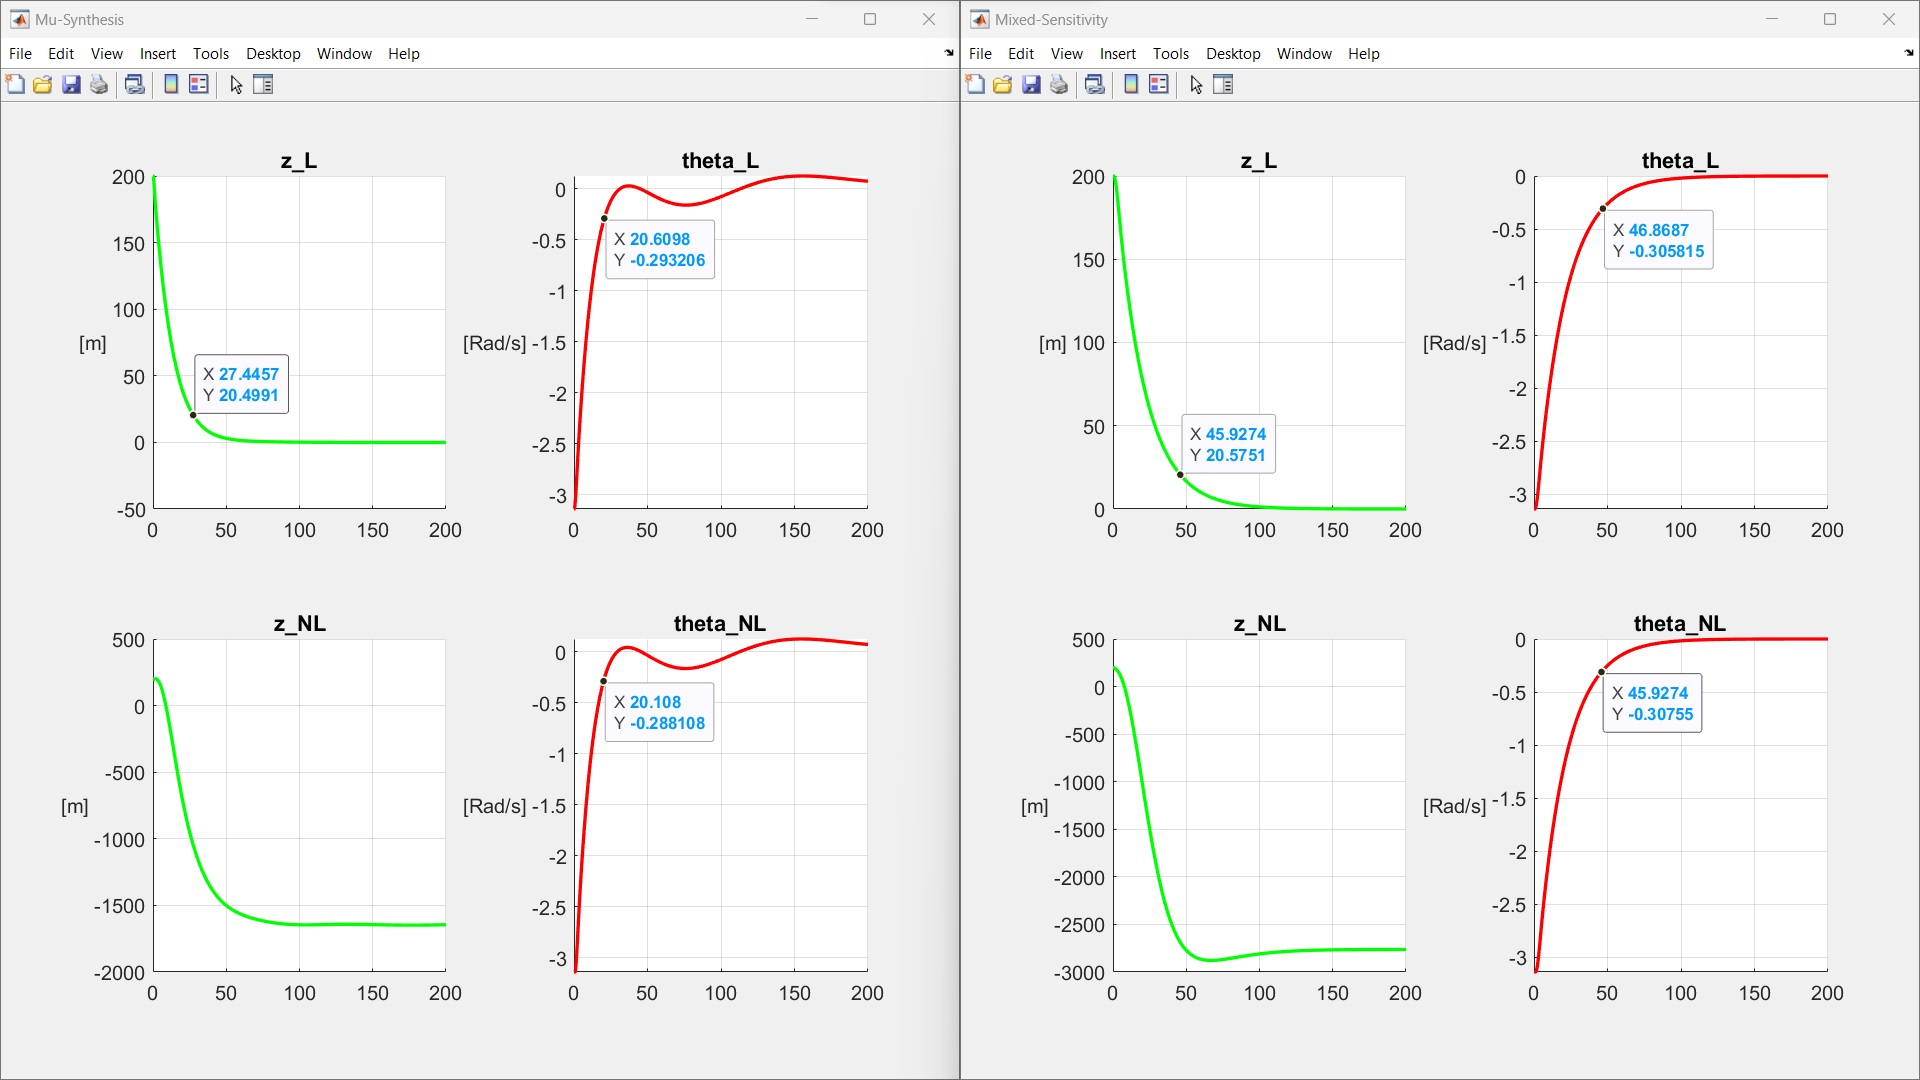 Mu-Synthesis
File Edit View Insert Tools Desktop Window Help
z_L
200
150
100
50
0
-50
[m]
0 50 100 150 200
X 27.4457
Y 20.4991
theta_L
0
-0.5
-1
[Rad/s] -1.5
-2
-2.5
-3
0 50 100 150 200
X 20.6098
Y -0.293206
z_NL
500
0
-500
[m]
-1000
-1500
-2000
0 50 100 150 200
theta_NL
0
-0.5
-1
[Rad/s] -1.5
-2
-2.5
-3
0 50 100 150 200
X 20.108
Y -0.288108
Mixed-Sensitivity
File Edit View Insert Tools Desktop Window Help
z_L
200
150
[m] 100
50
0
0 50 100 150 200
X 45.9274
Y 20.5751
theta_L
0
-0.5
-1
[Rad/s] -1.5
-2
-2.5
-3
0 50 100 150 200
X 46.8687
Y -0.305815
z_NL
500
0
-500
-1000
[m]
-1500
-2000
-2500
-3000
0 50 100 150 200
theta_NL
0
-0.5
-1
[Rad/s] -1.5
-2
-2.5
-3
0 50 100 150 200
X 45.9274
Y -0.30755